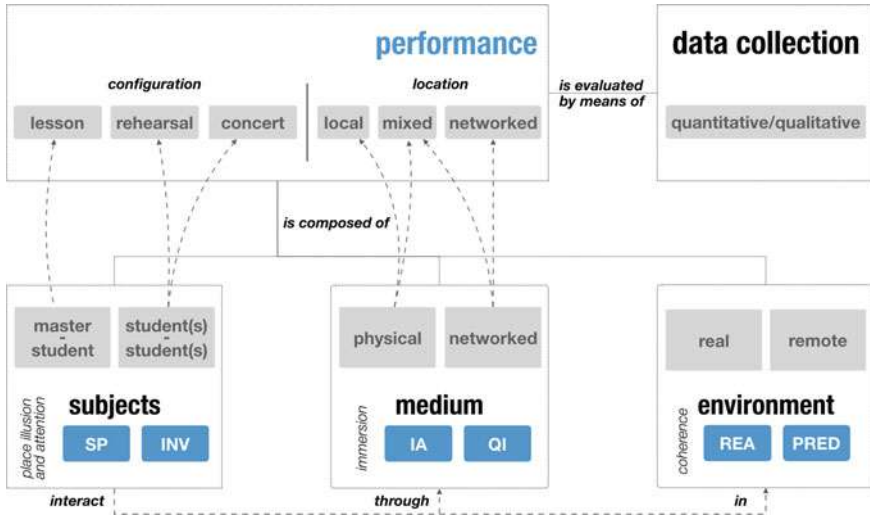 performance
data collection
configuration
location
is evaluated
by means of
lesson
rehearsal
concert
local
mixed
networked
quantitative/qualitative
is composed of
master
-
student
student(s)
-
student(s)
physical
networked
real
remote
place illusion
and attention
subjects
SP
INV
immersion
medium
IA
QI
coherence
environment
REA
PRED
interact
through
in